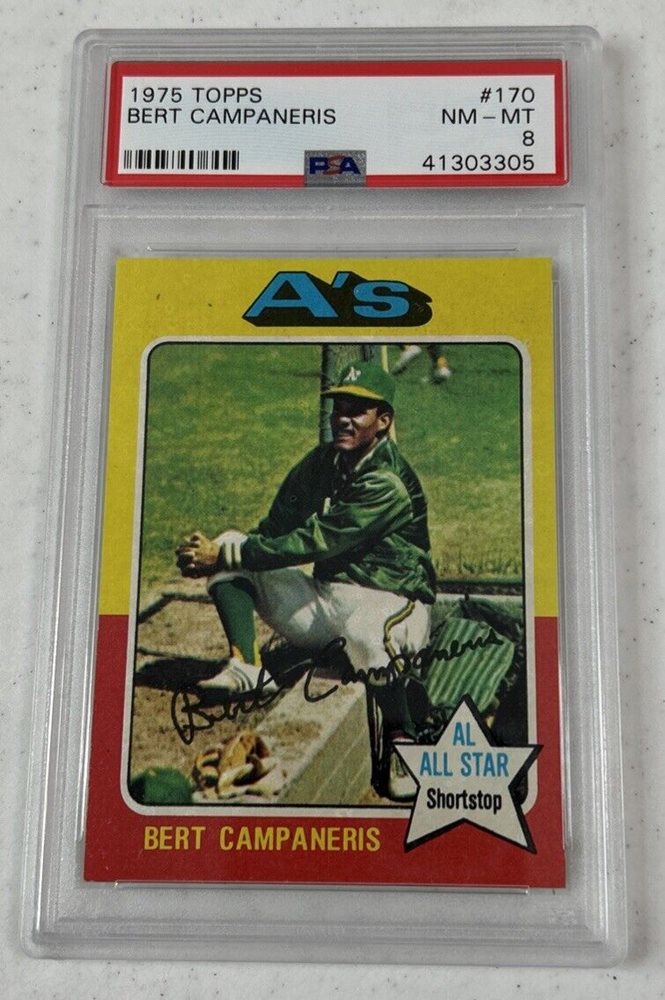 1975 TOPPS #170
BERT CAMPANERIS NM - MT
8
PSA 41303305
A's
A's
Bert Campaneris
AL
ALL STAR
Shortstop
BERT CAMPANERIS